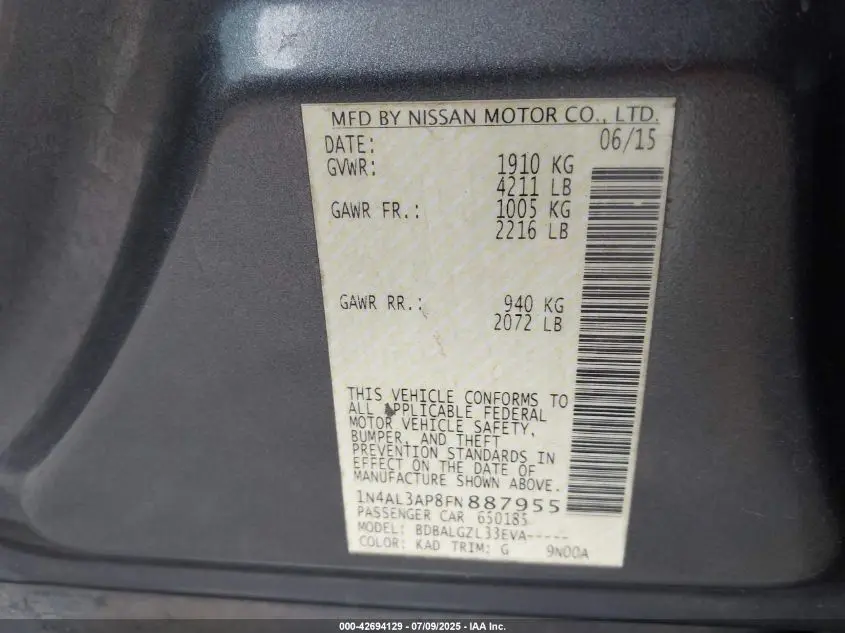 MFD BY NISSAN MOTOR CO., LTD.
DATE: 06/15
GVWR: 1910 KG
4211 LB
GAWR FR.: 1005 KG
2216 LB
GAWR RR.: 940 KG
2072 LB
THIS VEHICLE CONFORMS TO
ALL APPLICABLE FEDERAL
MOTOR VEHICLE SAFETY,
BUMPER, AND THEFT
PREVENTION STANDARDS IN
EFFECT ON THE DATE OF
MANUFACTURE SHOWN ABOVE.
1N4AL3AP8FN887955
PASSENGER CAR 650185
MODEL: BDBALGZL33EVA-----
COLOR: KAD TRIM: G 9N00A
000-42694129 - 07/09/2025 - IAA Inc.